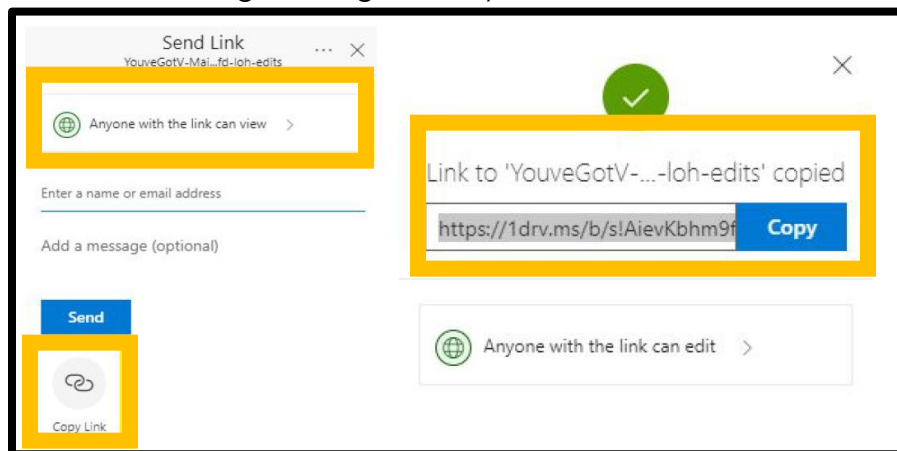 Send Link
YouveGotV-Mai...fd-loh-edits
Anyone with the link can view
Enter a name or email address
Add a message (optional)
Send
Copy Link
Link to 'YouveGotV-...-loh-edits' copied
https://1drv.ms/b/s!AievKbhm9f
Copy
Anyone with the link can edit